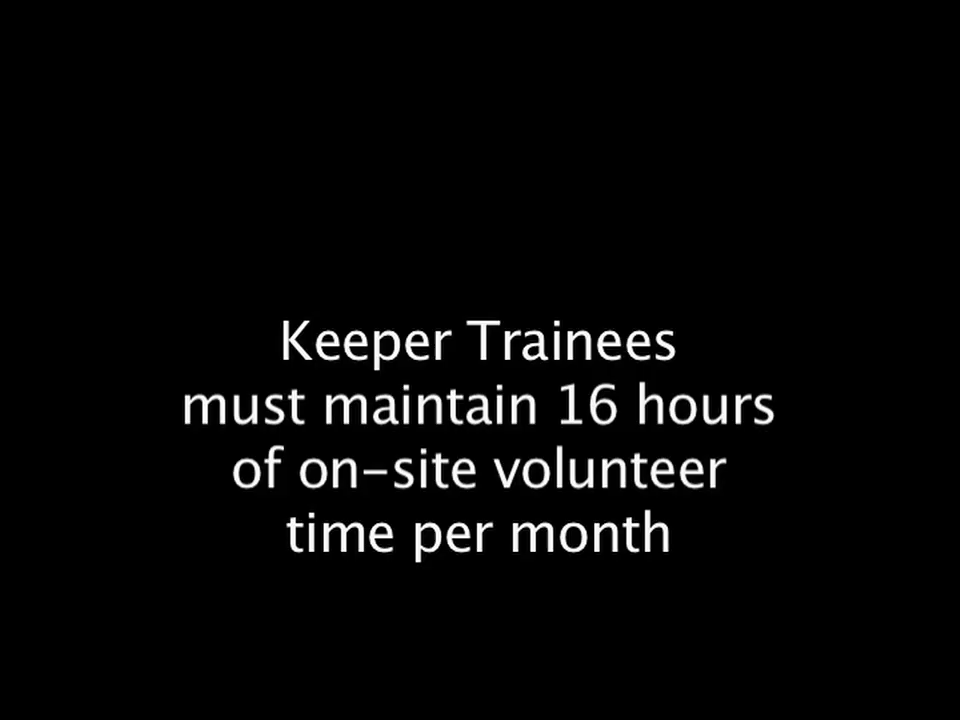 Keeper Trainees
must maintain 16 hours
of on-site volunteer
time per month